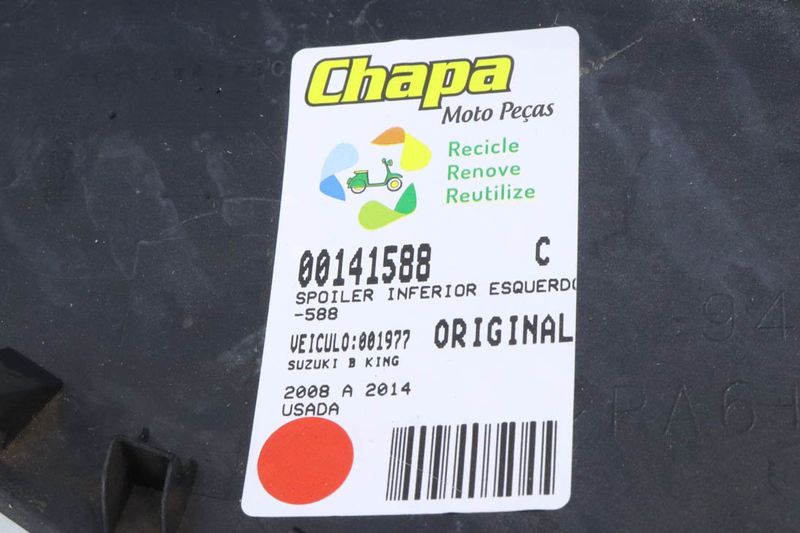 Chapa
Moto Peças
Recicle
Renove
Reutilize
00141588 C
SPOILER INFERIOR ESQUERDO
-588
VEICULO:001977 ORIGINAL
SUZUKI B KING
2008 A 2014
USADA